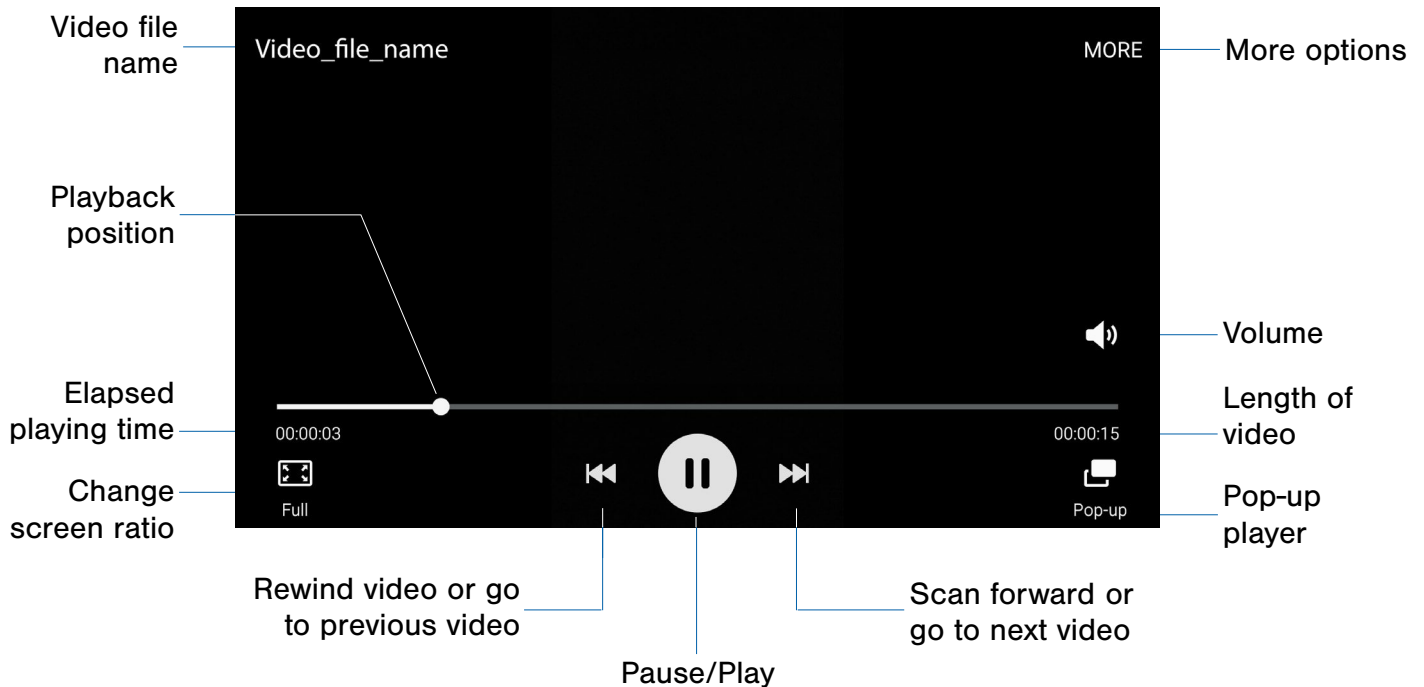 Video file
name
Video_file_name
MORE
More options
Playback
position
Volume
Elapsed
playing time
00:00:03
00:00:15
Length of
video
Change
screen ratio
Full
Pop-up
Pop-up
player
Rewind video or go
to previous video
Pause/Play
Scan forward or
go to next video